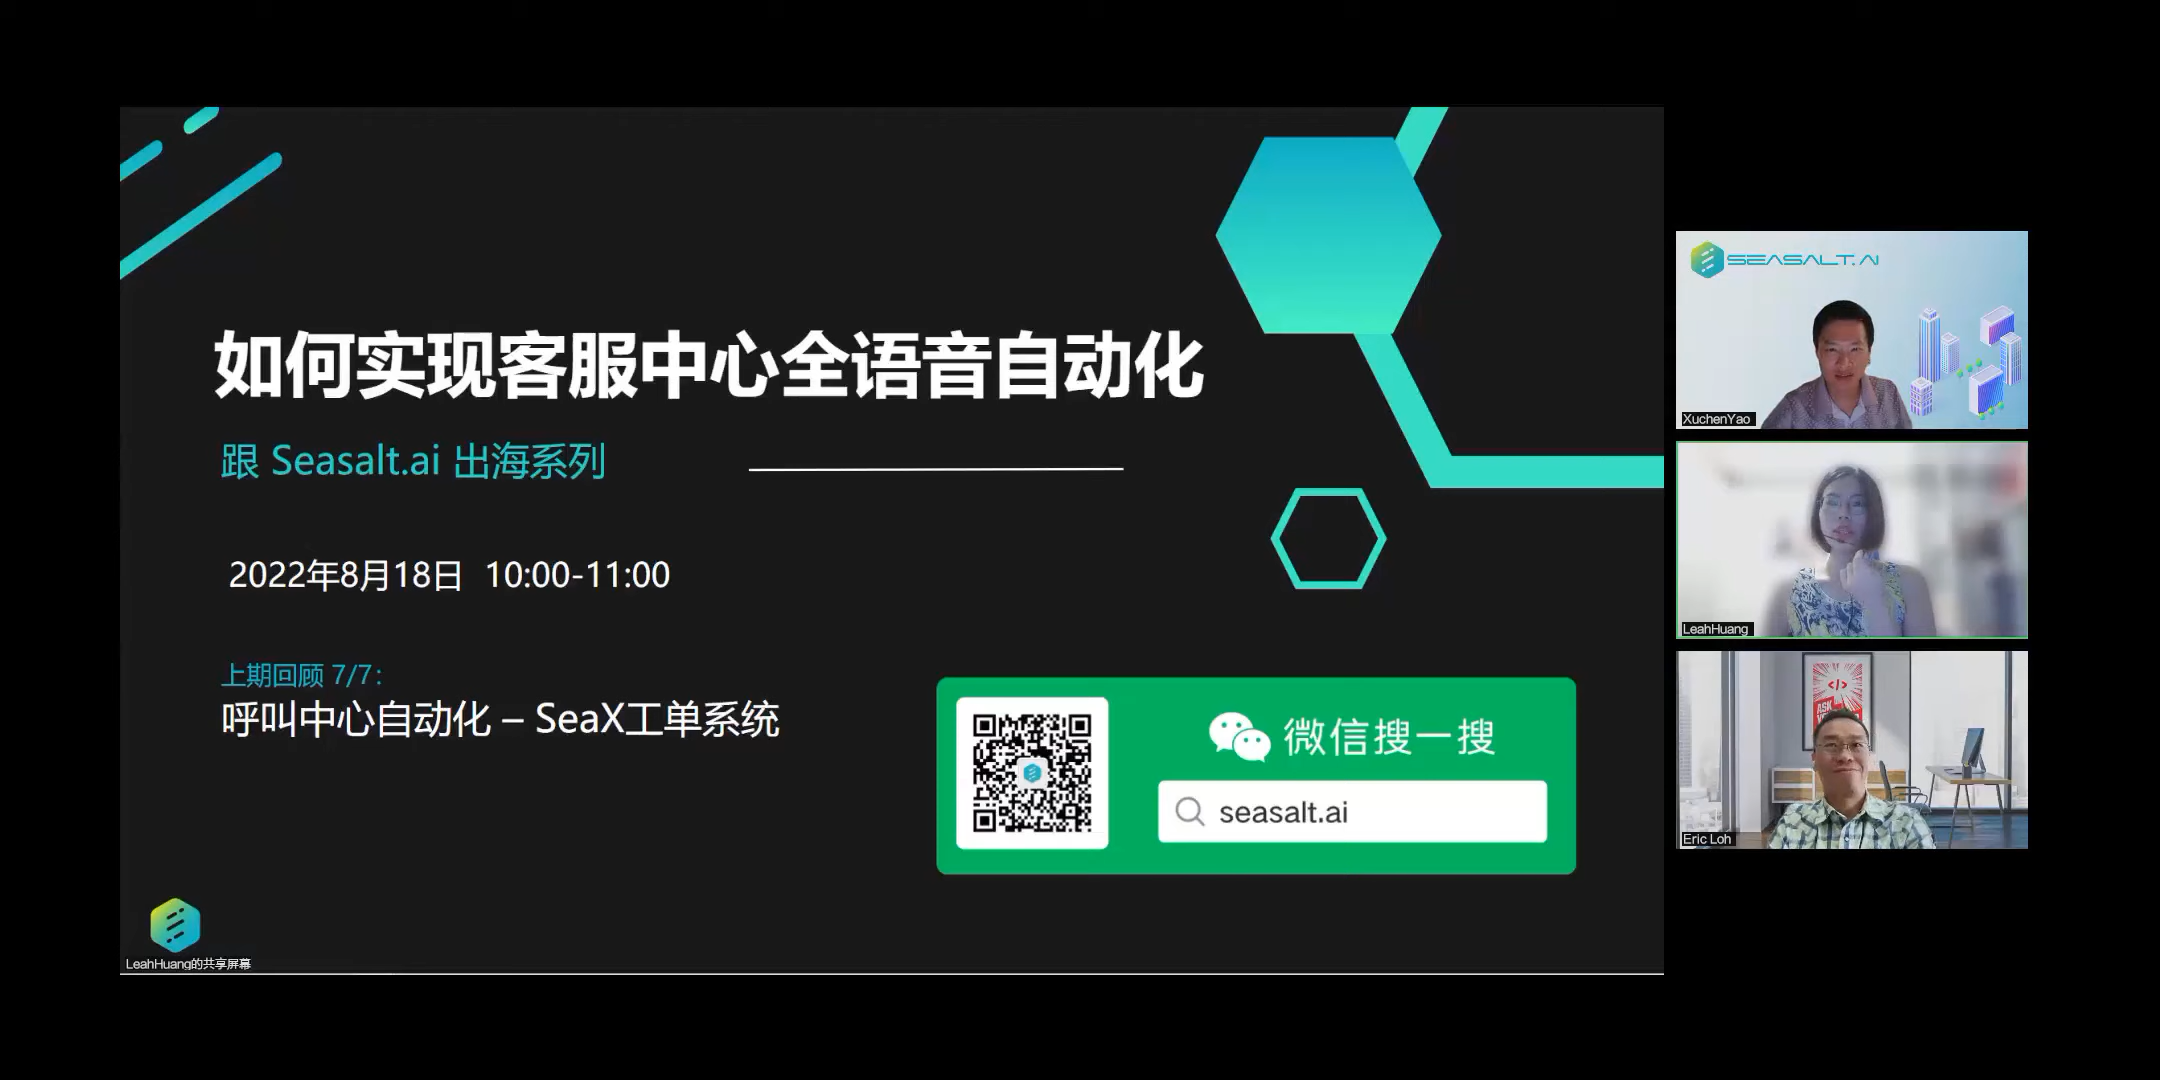 如何实现客服中心全语音自动化
跟 Seasalt.ai 出海系列
2022年8月18日 10:00-11:00
上期回顾 7/7:
呼叫中心自动化 – SeaX工单系统
微信搜一搜
seasalt.ai
LeahHuang的共享屏幕
SEASALT.AI
XuchenYao
LeahHuang
</>
ASK
Eric Loh